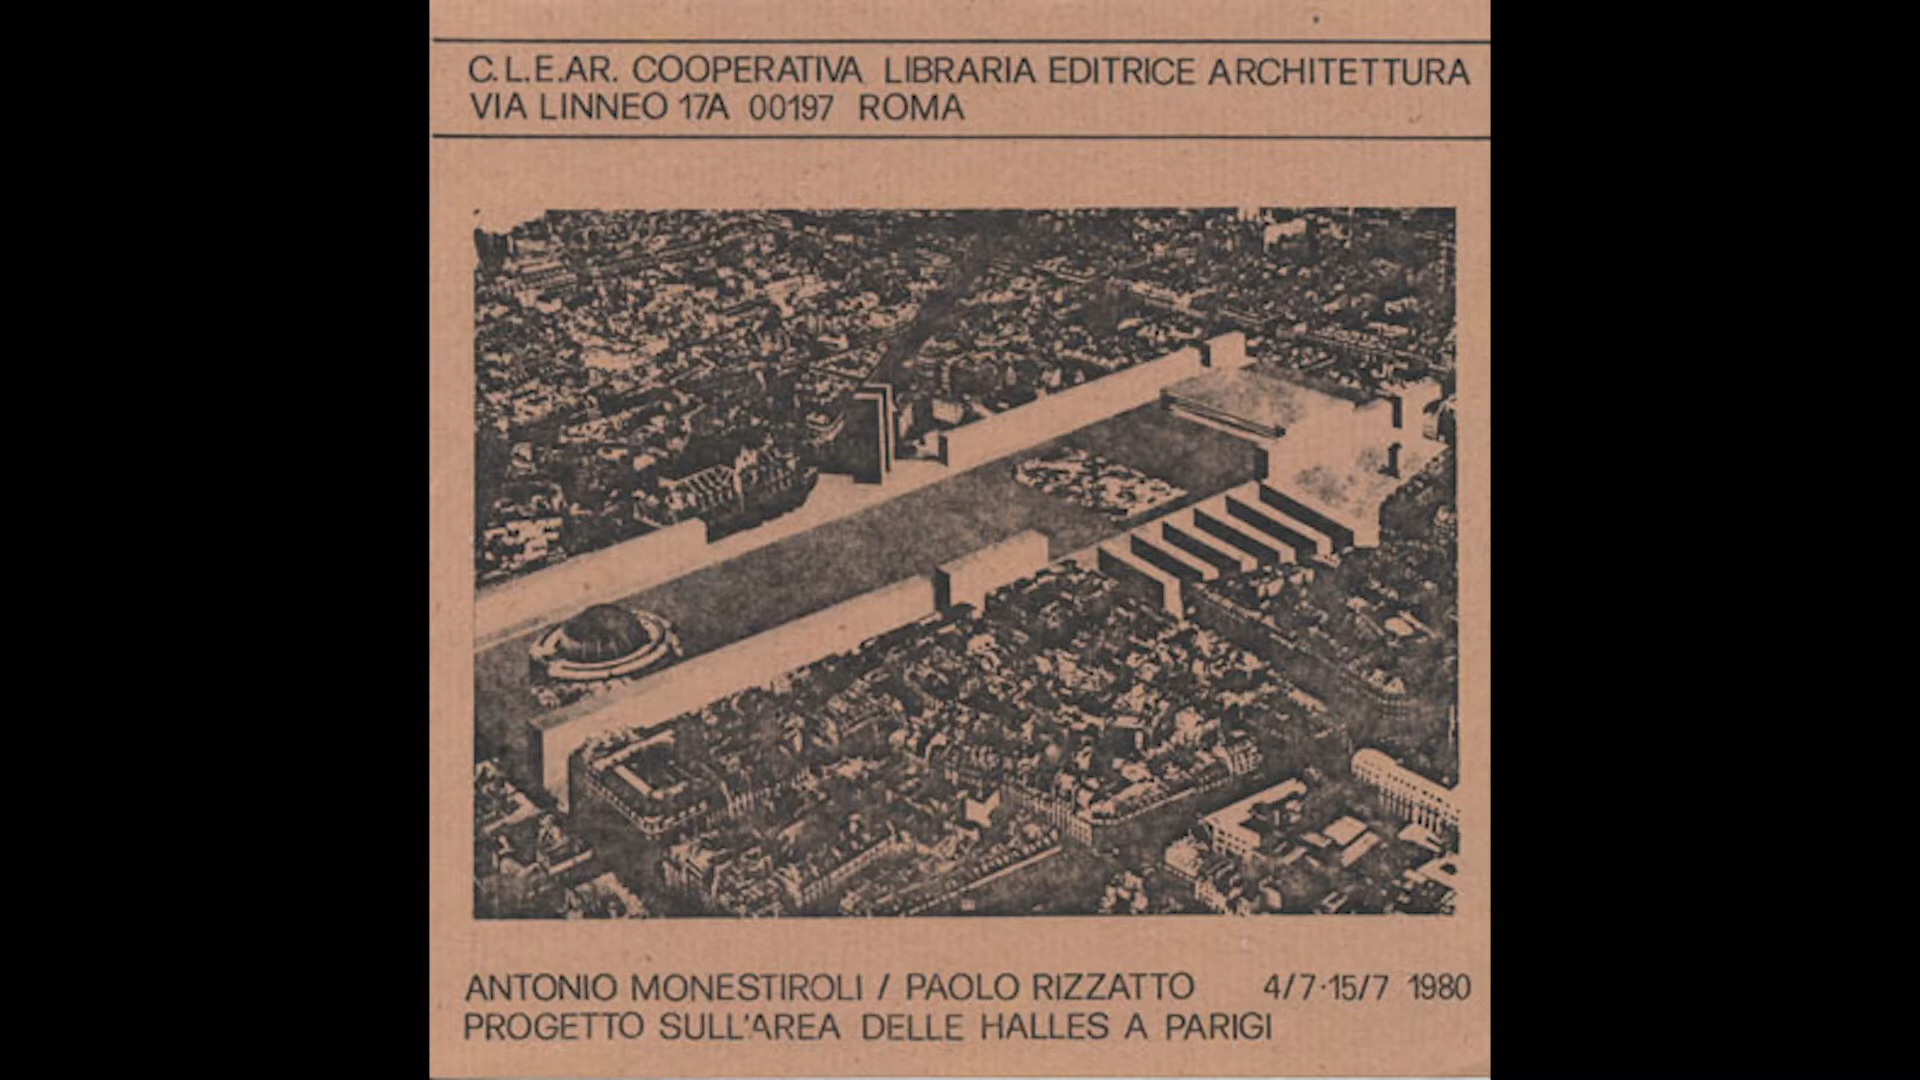 C.L.E.AR. COOPERATIVA LIBRARIA EDITRICE ARCHITETTURA
VIA LINNEO 17A 00197 ROMA
ANTONIO MONESTIROLI / PAOLO RIZZATTO 4/7·15/7 1980
PROGETTO SULL'AREA DELLE HALLES A PARIGI